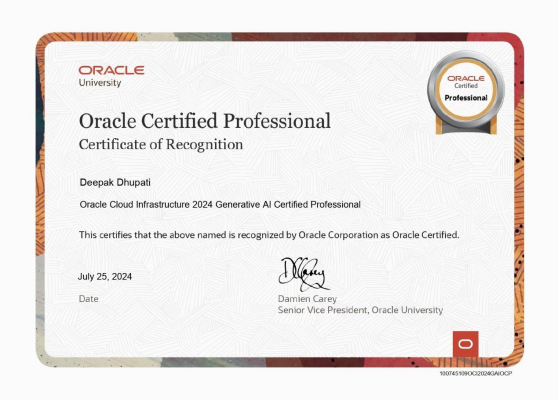 ORACLE
University
ORACLE
Certified
Professional
Oracle Certified Professional
Certificate of Recognition
Deepak Dhupati
Oracle Cloud Infrastructure 2024 Generative AI Certified Professional
This certifies that the above named is recognized by Oracle Corporation as Oracle Certified.
July 25, 2024
Date
DCarey
Damien Carey
Senior Vice President, Oracle University
100745109OCI2024GAIOCP